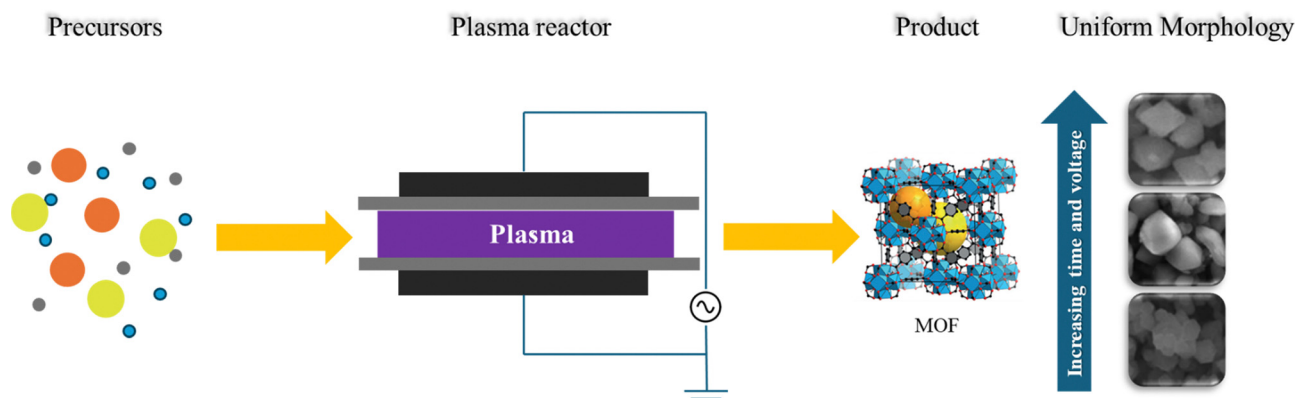 Precursors
Plasma reactor
Product
Uniform Morphology
Plasma
MOF
Increasing time and voltage